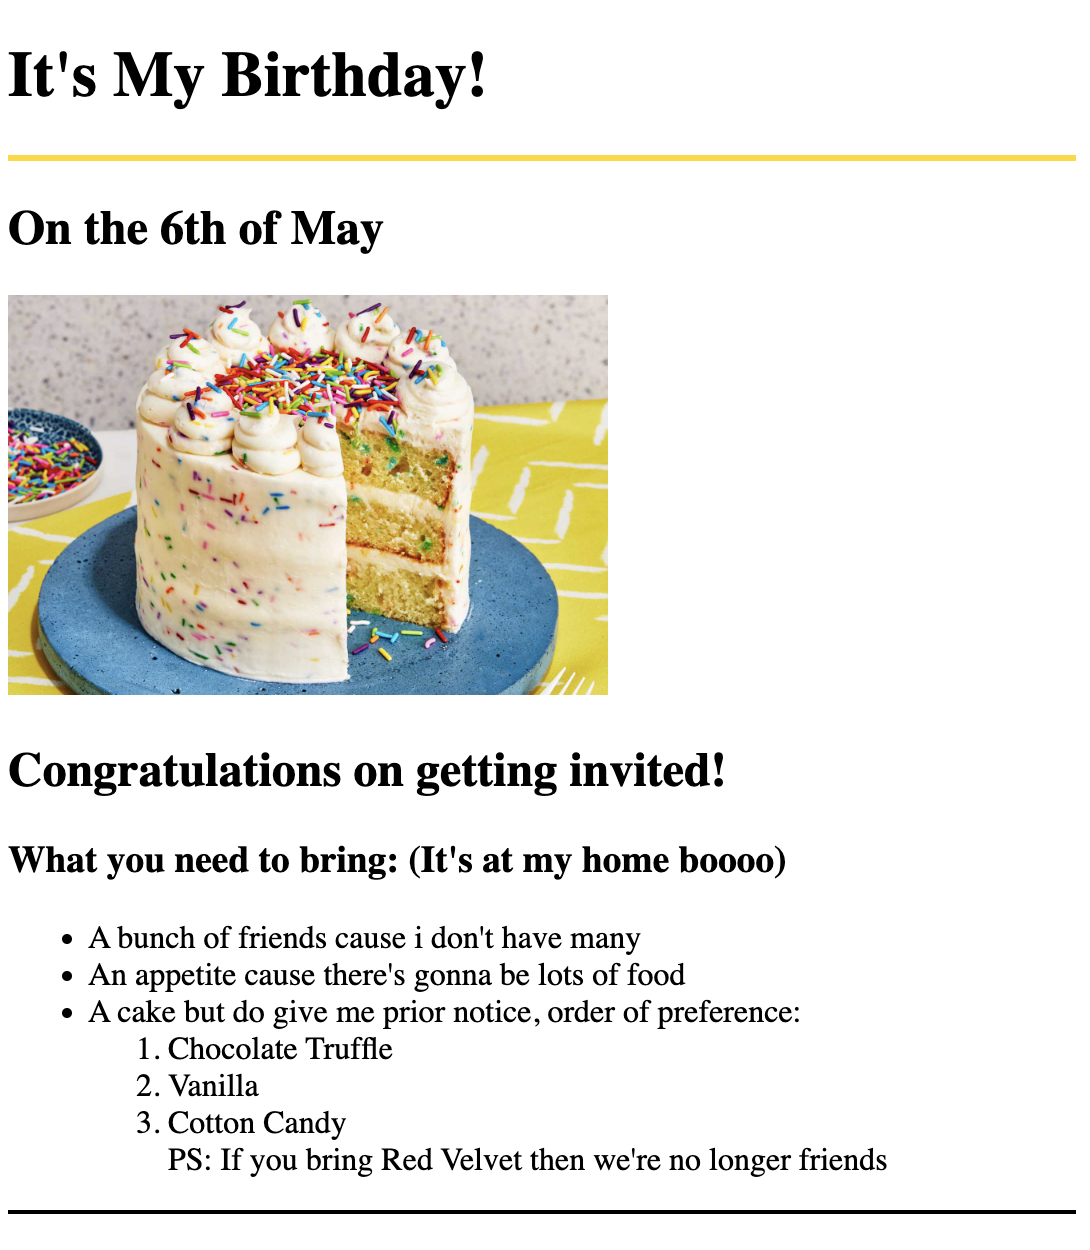 It's My Birthday!
On the 6th of May
Congratulations on getting invited!
What you need to bring: (It's at my home boooo)
• A bunch of friends cause i don't have many
• An appetite cause there's gonna be lots of food
• A cake but do give me prior notice, order of preference:
1. Chocolate Truffle
2. Vanilla
3. Cotton Candy
PS: If you bring Red Velvet then we're no longer friends